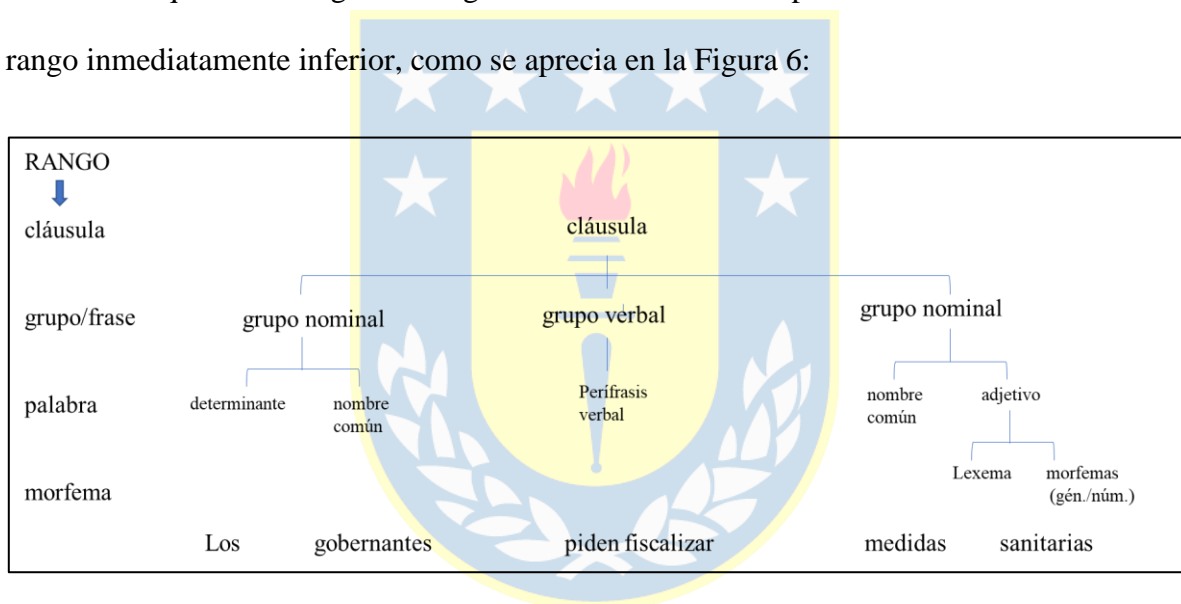 rango inmediatamente inferior, como se aprecia en la Figura 6:
RANGO
cláusula cláusula
grupo/frase grupo nominal grupo verbal grupo nominal
palabra determinante nombre común Perífrasis verbal nombre común adjetivo
Lexema morfemas (gén./núm.)
morfema
Los gobernantes piden fiscalizar medidas sanitarias